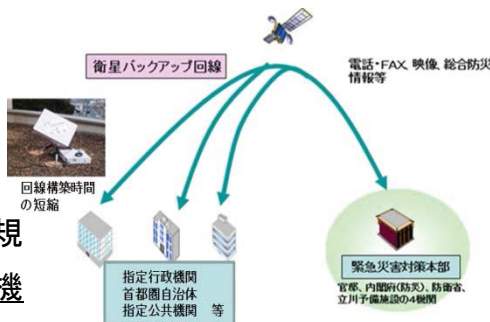 衛星バックアップ回線
電話・FAX, 映像, 総合防災
情報等
回線構築時間
の短縮
規
機
指定行政機関
首都圏自治体
指定公共機関　等
緊急災害対策本部
官邸、内閣府(防災)、防衛省、
立川予備施設の4機関